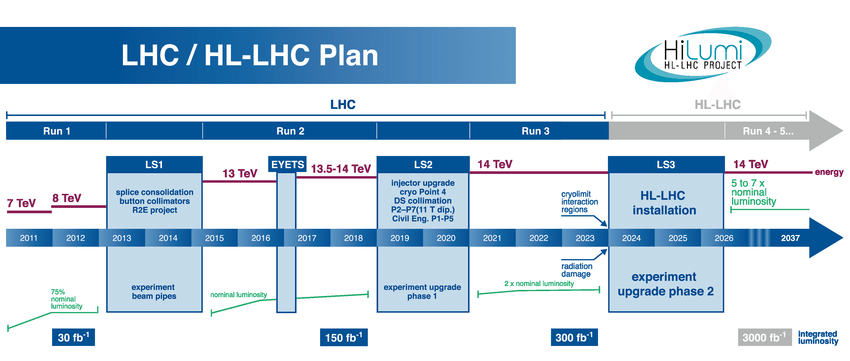 LHC / HL-LHC Plan
HiLumi
HL-LHC PROJECT
LHC
HL-LHC
Run 1
Run 2
Run 3
Run 4 - 5...
LS1
EYETS
LS2
LS3
7 TeV
8 TeV
13 TeV
13.5-14 TeV
14 TeV
14 TeV
energy
splice consolidation
button collimators
R2E project
injector upgrade
cryo Point 4
DS collimation
P2-P7(11 T dip.)
Civil Eng. P1-P5
cryolimit
interaction
regions
HL-LHC
installation
5 to 7 x
nominal
luminosity
2011
2012
2013
2014
2015
2016
2017
2018
2019
2020
2021
2022
2023
2024
2025
2026
2037
radiation
damage
75%
nominal
luminosity
experiment
beam pipes
nominal luminosity
experiment upgrade
phase 1
2 x nominal luminosity
experiment
upgrade phase 2
30 fb⁻¹
150 fb⁻¹
300 fb⁻¹
3000 fb⁻¹
integrated
luminosity